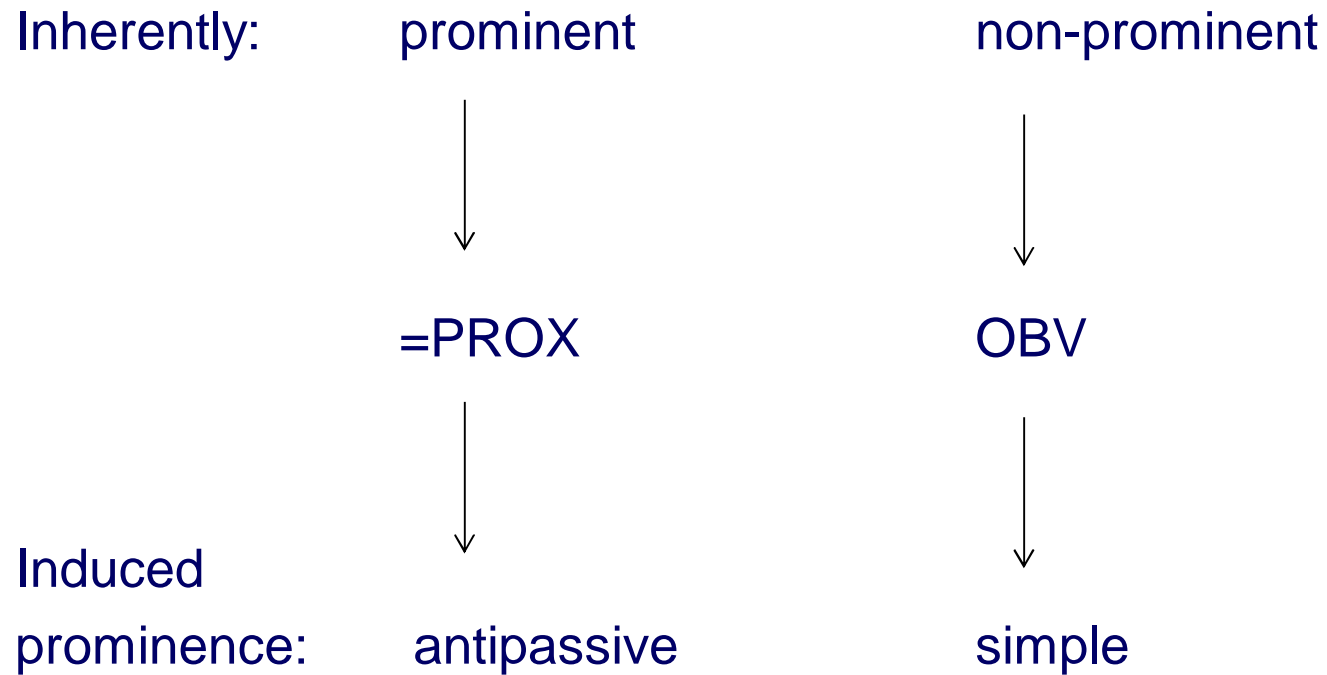 Inherently: prominent non-prominent
=PROX OBV
Induced
prominence: antipassive simple